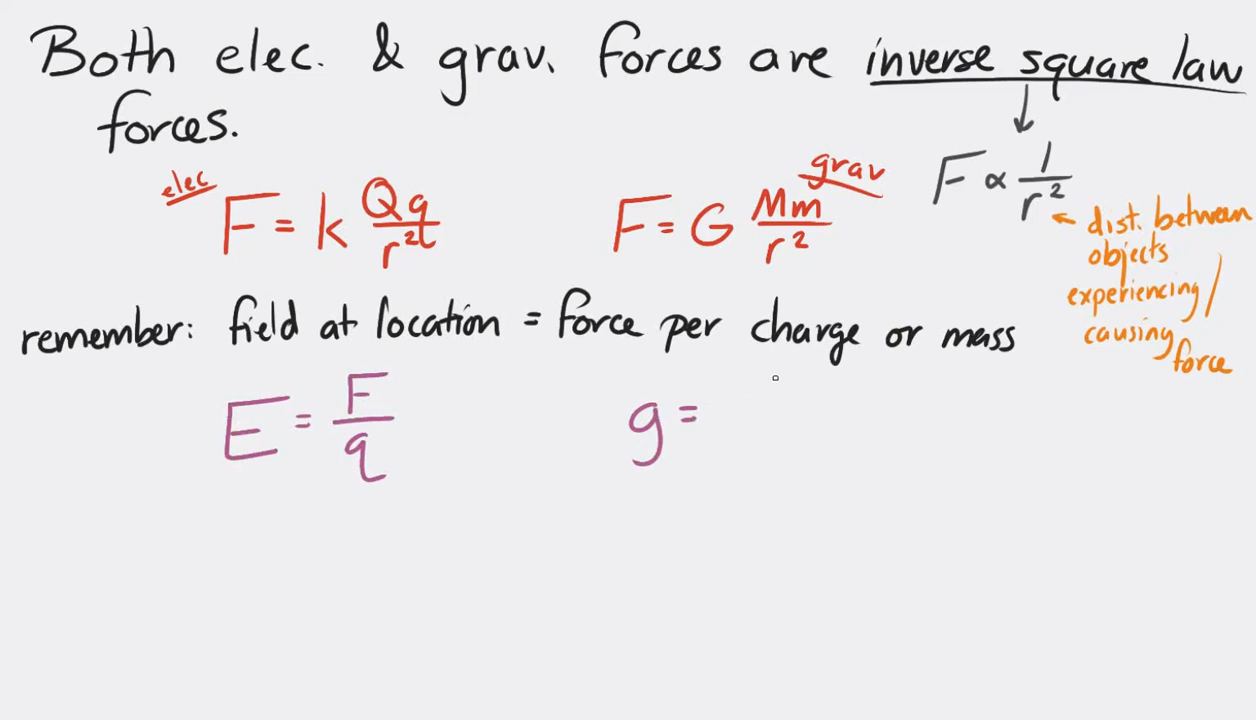 Both elec. & grav. forces are inverse square law
forces.
elec F = k Qq/r²
F = G Mm/r² grav
F ∝ 1/r²
← dist. between
objects
experiencing/
causing
force
remember: field at location = force per charge or mass
E = F/q
g =